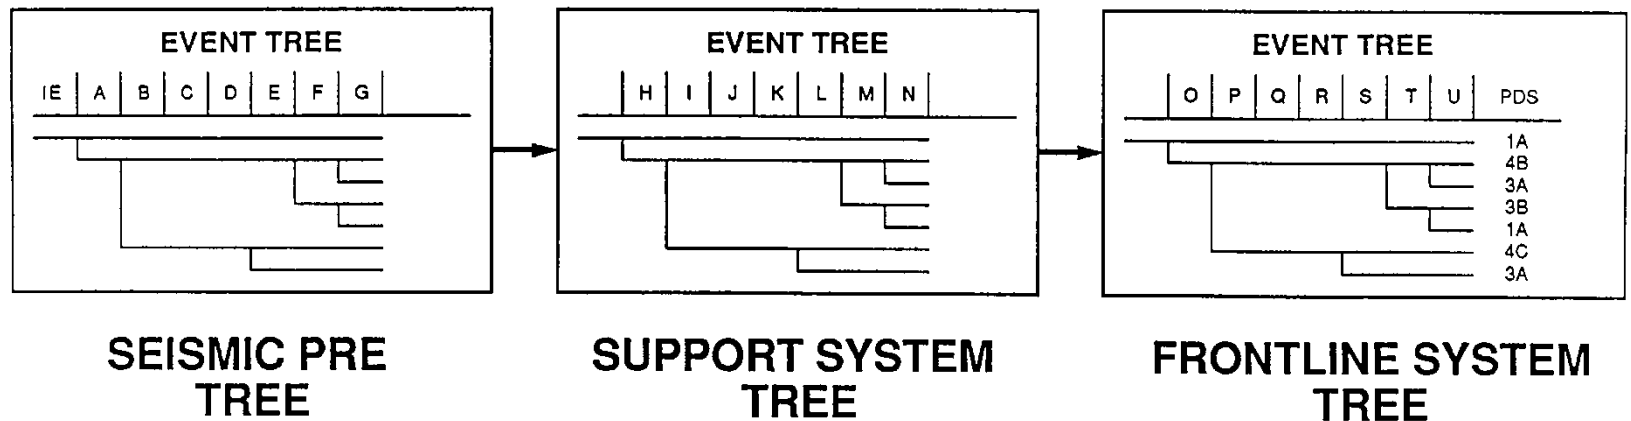 EVENT TREE
IE A B C D E F G
EVENT TREE
H I J K L M N
EVENT TREE
O P Q R S T U PDS
1A
4B
3A
3B
1A
4C
3A
SEISMIC PRE
TREE
SUPPORT SYSTEM
TREE
FRONTLINE SYSTEM
TREE